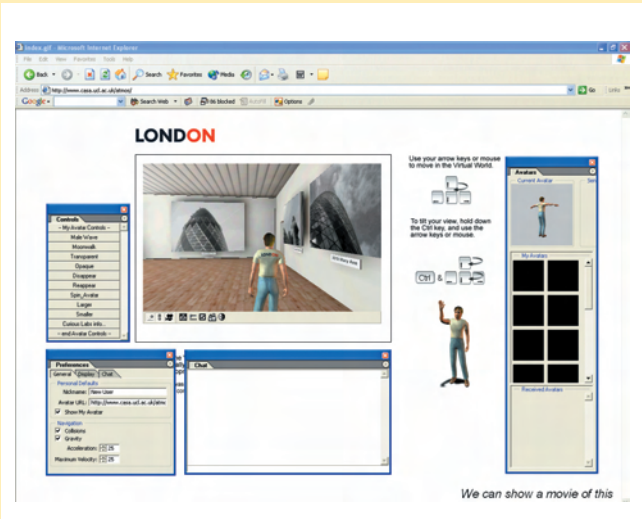 Index.gif - Microsoft Internet Explorer
File Edit View Favorites Tools Help
Back Search Favorites Media
Address http://www.casa.ucl.ac.uk/atmos/ Go Links
Google Search Web 86 blocked AutoFill Options
LONDON
Use your arrow keys or mouse
to move in the Virtual World.
To tilt your view, hold down
the Ctrl key, and use the
arrow keys or mouse.
Ctrl &
Controls
-- My Avatar Controls --
Male Wave
Moonwalk
Transparent
Opaque
Disappear
Reappear
Spin_Avatar
Larger
Smaller
Curious Labs Info..
-- end Avatar Controls --
Preferences
General Display Chat
Personal Defaults
Nickname: New User
Avatar URL: http://www.casa.ucl.ac.uk/atmo
Show My Avatar
Navigation
Collisions
Gravity
Acceleration: 25
Maximum Velocity: 25
Chat
Avatars
Current Avatar
My Avatars
Received Avatars
We can show a movie of this